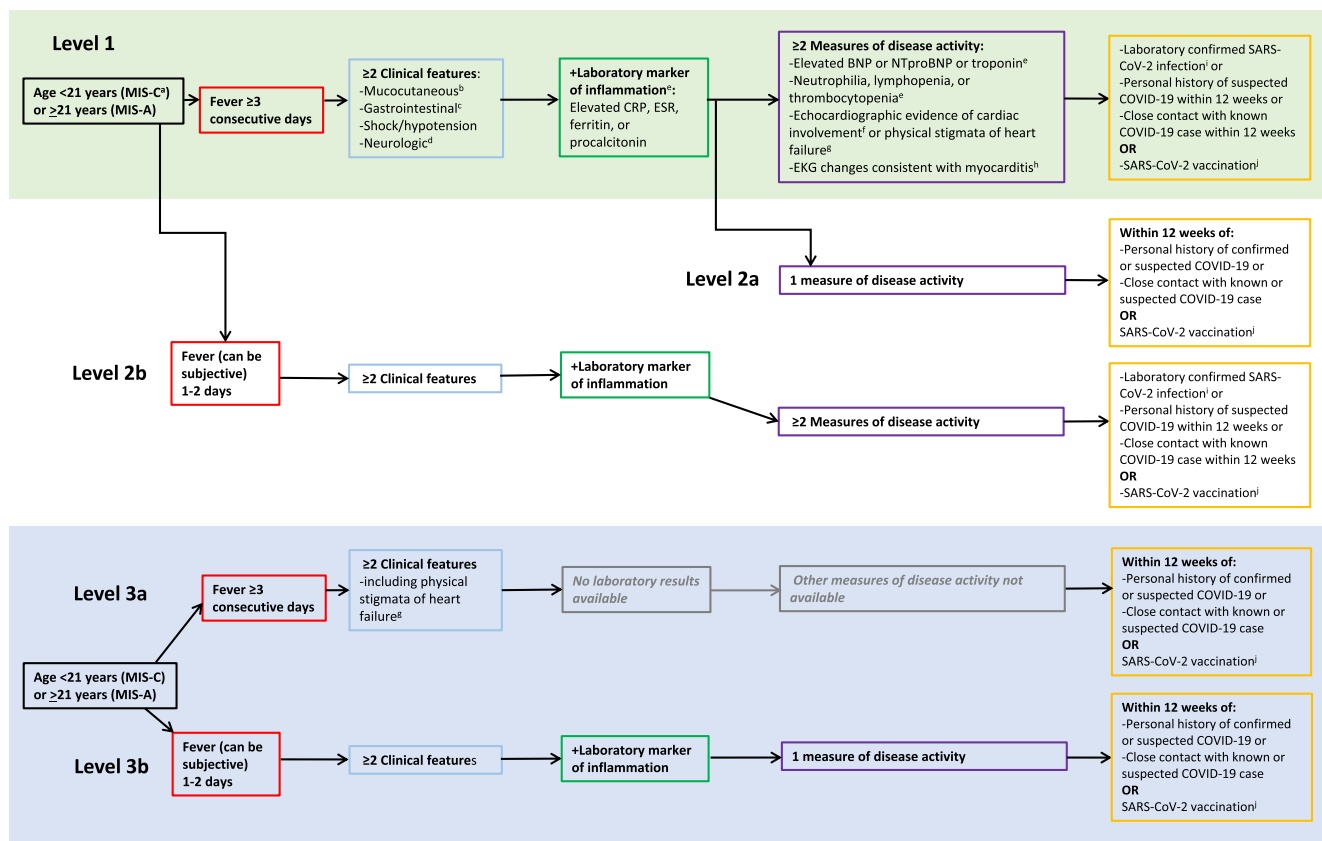 Level 1
Age <21 years (MIS-Cᵃ)
or ≥21 years (MIS-A)
Fever ≥3
consecutive days
≥2 Clinical features:
-Mucocutaneousᵇ
-Gastrointestinalᶜ
-Shock/hypotension
-Neurologicᵈ
+Laboratory marker
of inflammationᵉ:
Elevated CRP, ESR,
ferritin, or
procalcitonin
≥2 Measures of disease activity:
-Elevated BNP or NTproBNP or troponinᵉ
-Neutrophilia, lymphopenia, or
thrombocytopeniaᵉ
-Echocardiographic evidence of cardiac
involvementᶠ or physical stigmata of heart
failureᵍ
-EKG changes consistent with myocarditisʰ
-Laboratory confirmed SARS-
CoV-2 infectionⁱ or
-Personal history of suspected
COVID-19 within 12 weeks or
-Close contact with known
COVID-19 case within 12 weeks
OR
-SARS-CoV-2 vaccinationʲ
Level 2a
1 measure of disease activity
Within 12 weeks of:
-Personal history of confirmed
or suspected COVID-19 or
-Close contact with known or
suspected COVID-19 case
OR
SARS-CoV-2 vaccinationʲ
Level 2b
Fever (can be
subjective)
1-2 days
≥2 Clinical features
+Laboratory marker
of inflammation
≥2 Measures of disease activity
-Laboratory confirmed SARS-
CoV-2 infectionⁱ or
-Personal history of suspected
COVID-19 within 12 weeks or
-Close contact with known
COVID-19 case within 12 weeks
OR
-SARS-CoV-2 vaccinationʲ
Level 3a
Age <21 years (MIS-C)
or ≥21 years (MIS-A)
Fever ≥3
consecutive days
≥2 Clinical features
-including physical
stigmata of heart
failureᵍ
No laboratory results
available
Other measures of disease activity not
available
Within 12 weeks of:
-Personal history of confirmed
or suspected COVID-19 or
-Close contact with known or
suspected COVID-19 case
OR
SARS-CoV-2 vaccinationʲ
Level 3b
Fever (can be
subjective)
1-2 days
≥2 Clinical features
+Laboratory marker
of inflammation
1 measure of disease activity
Within 12 weeks of:
-Personal history of confirmed
or suspected COVID-19 or
-Close contact with known or
suspected COVID-19 case
OR
SARS-CoV-2 vaccinationʲ